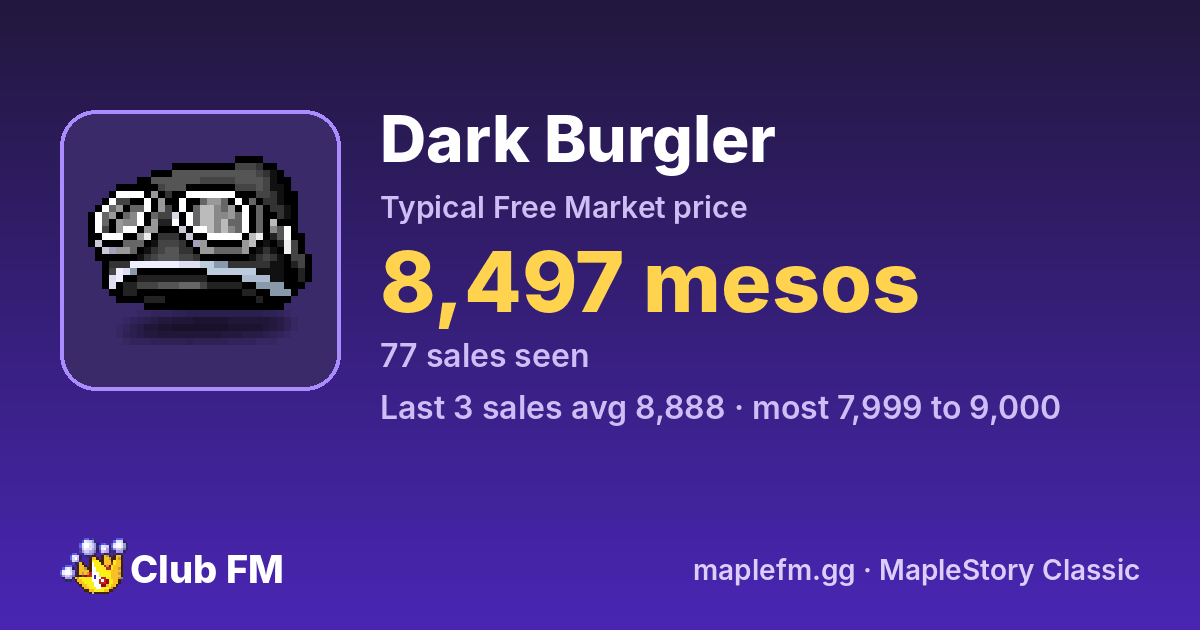 Dark Burgler
Typical Free Market price
8,497 mesos
77 sales seen
Last 3 sales avg 8,888 · most 7,999 to 9,000
Club FM
maplefm.gg · MapleStory Classic